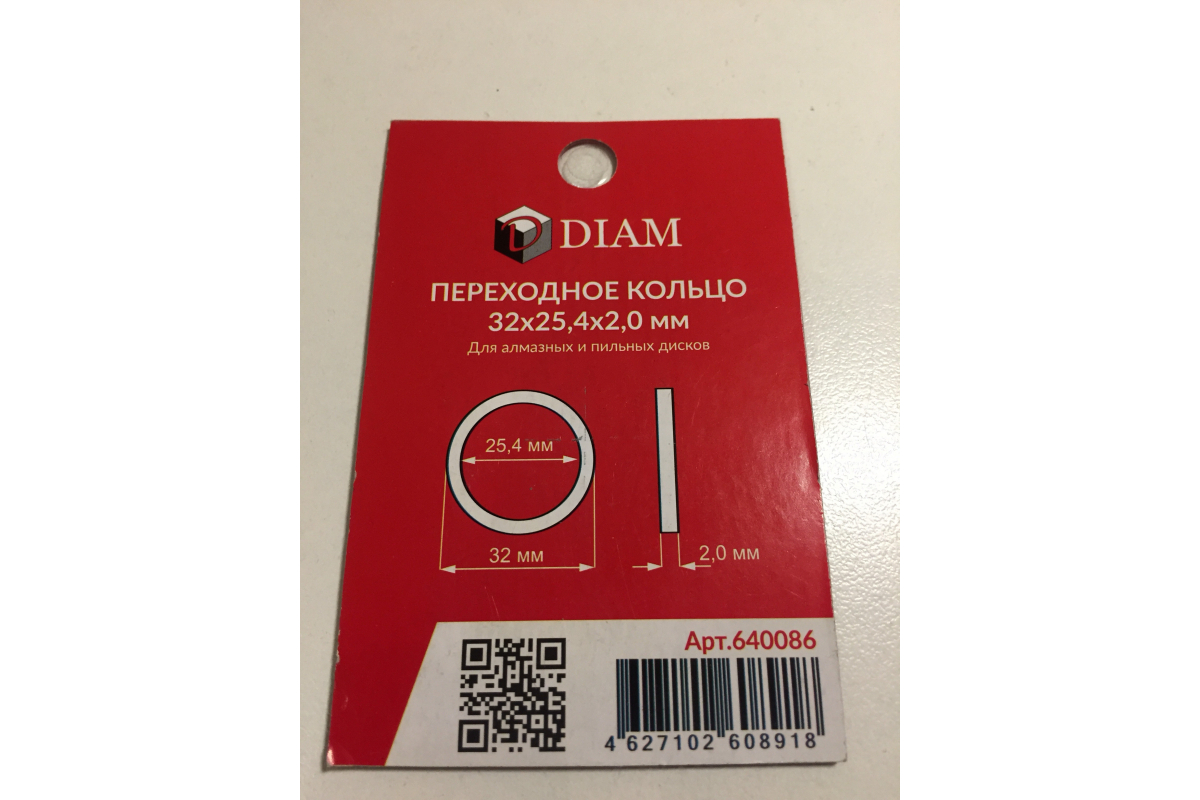 DIAM
ПЕРЕХОДНОЕ КОЛЬЦО
32x25,4x2,0 мм
Для алмазных и пильных дисков
25,4 мм
32 мм
2,0 мм
Арт.640086
4 627102 608918